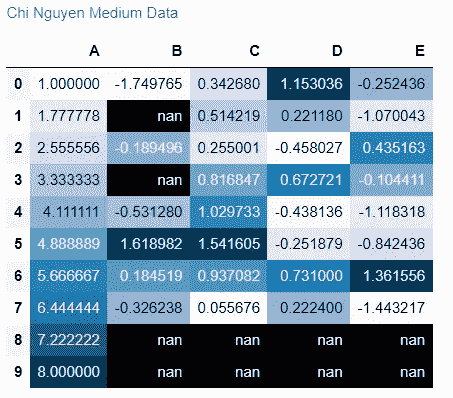 Chi Nguyen Medium Data
A B C D E
0 1.000000 -1.749765 0.342680 1.153036 -0.252436
1 1.777778 nan 0.514219 0.221180 -1.070043
2 2.555556 -0.189496 0.255001 -0.458027 0.435163
3 3.333333 nan 0.816847 0.672721 -0.104411
4 4.111111 -0.531280 1.029733 -0.438136 -1.118318
5 4.888889 1.618982 1.541605 -0.251879 -0.842436
6 5.666667 0.184519 0.937082 0.731000 1.361556
7 6.444444 -0.326238 0.055676 0.222400 -1.443217
8 7.222222 nan nan nan nan
9 8.000000 nan nan nan nan